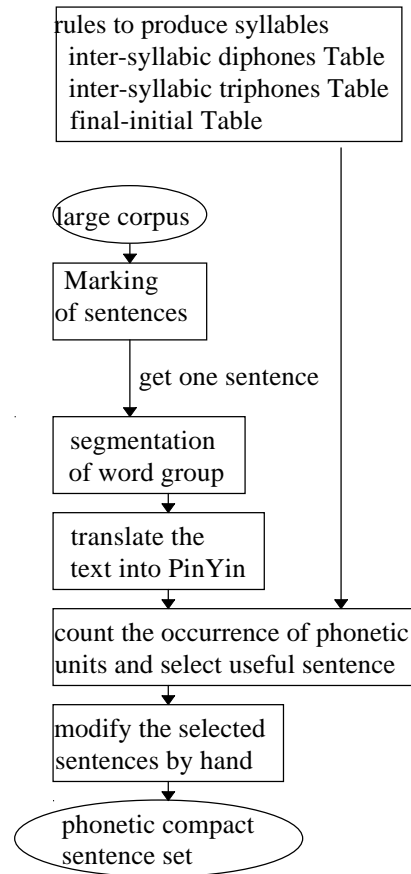 rules to produce syllables
inter-syllabic diphones Table
inter-syllabic triphones Table
final-initial Table
large corpus
Marking
of sentences
get one sentence
segmentation
of word group
translate the
text into PinYin
count the occurrence of phonetic
units and select useful sentence
modify the selected
sentences by hand
phonetic compact
sentence set